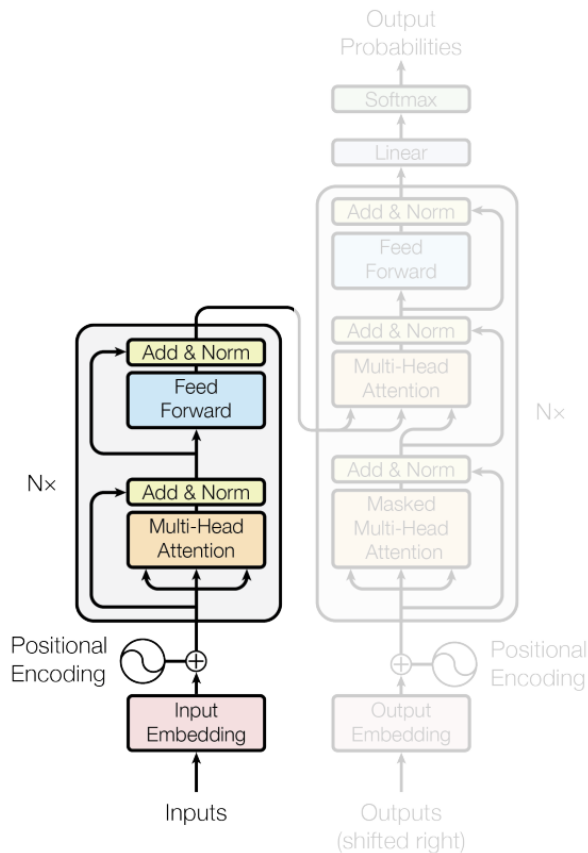 Output
Probabilities
Softmax
Linear
Add & Norm
Feed
Forward
Add & Norm
Multi-Head
Attention
Add & Norm
Masked
Multi-Head
Attention
N×
Positional
Encoding
Output
Embedding
Outputs
(shifted right)
Add & Norm
Feed
Forward
Add & Norm
Multi-Head
Attention
N×
Positional
Encoding
Input
Embedding
Inputs